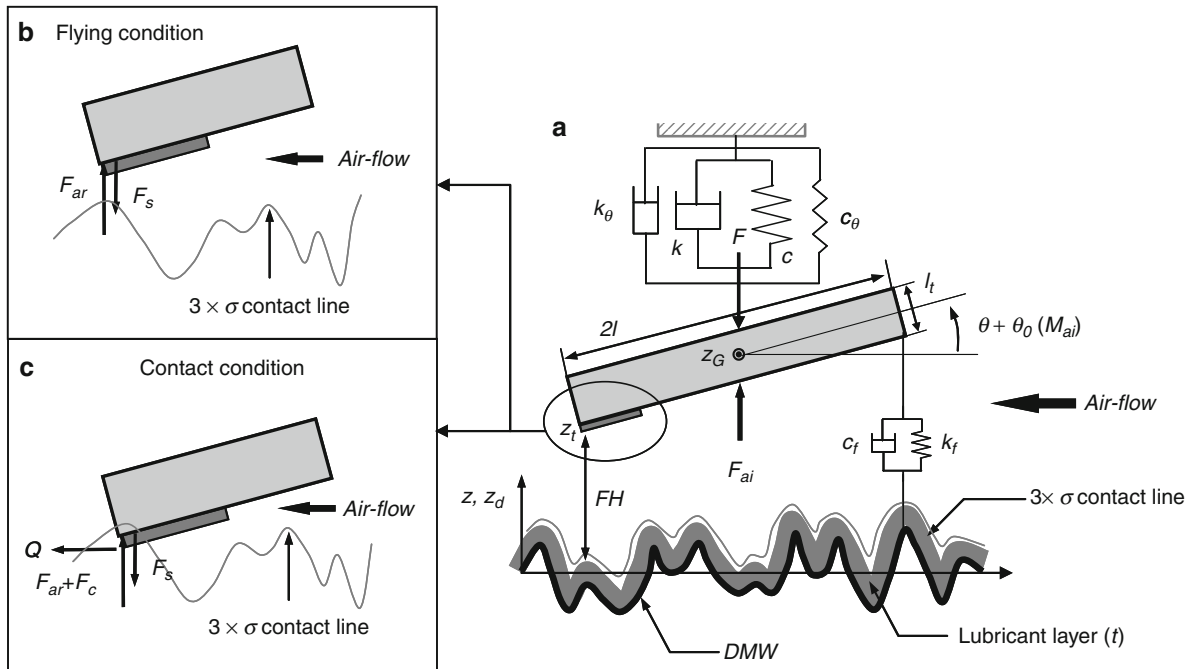 b Flying condition
Air-flow
F_ar
F_s
3 × σ contact line
c Contact condition
Air-flow
Q
F_ar+F_c
F_s
3 × σ contact line
a
k_θ
k
F
c
c_θ
2l
l_t
z_G
θ + θ_0 (M_ai)
Air-flow
z_t
F_ai
c_f
k_f
z, z_d
FH
3× σ contact line
DMW
Lubricant layer (t)